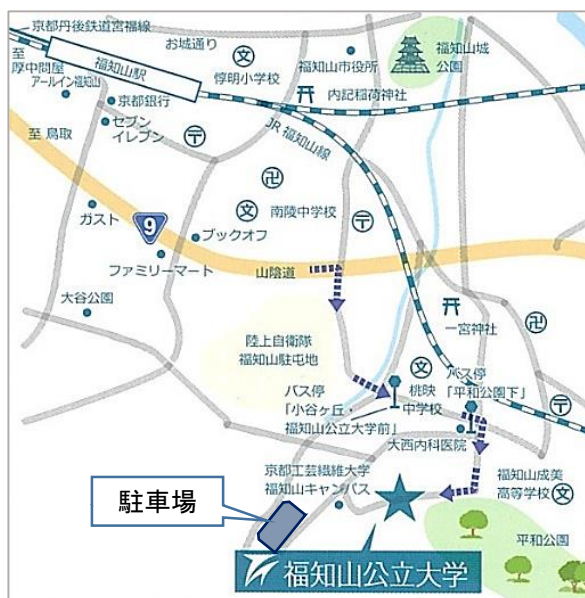 京都丹後鉄道宮福線
至
厚中問屋
福知山駅
お城通り
惇明小学校
福知山市役所
福知山城
公園
アールイン福知山
京都銀行
セブン
イレブン
内記稲荷神社
JR 福知山線
至 鳥取
南陵中学校
ガスト
9
ブックオフ
ファミリーマート
山陰道
大谷公園
一宮神社
陸上自衛隊
福知山駐屯地
バス停
「小谷ヶ丘・
福知山公立大学前」
桃映
中学校
バス停
「平和公園下」
大西内科医院
京都工芸繊維大学
福知山キャンパス
福知山成美
高等学校
駐車場
平和公園
福知山公立大学